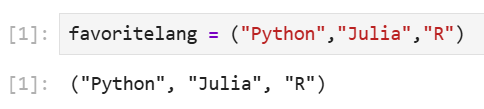 [1]: favoritelang = ("Python","Julia","R")
[1]: ("Python", "Julia", "R")